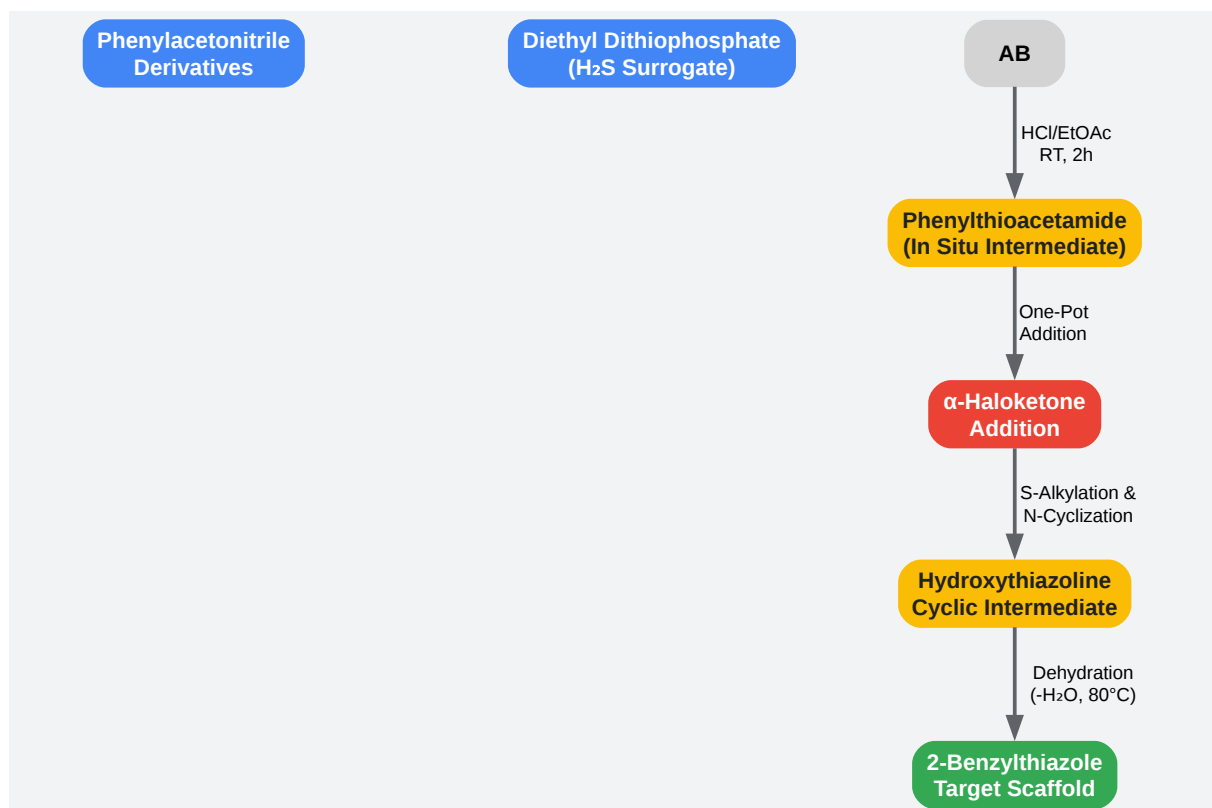 Phenylacetonitrile
Derivatives
Diethyl Dithiophosphate
(H₂S Surrogate)
AB
HCl/EtOAc
RT, 2h
Phenylthioacetamide
(In Situ Intermediate)
One-Pot
Addition
α-Haloketone
Addition
S-Alkylation &
N-Cyclization
Hydroxythiazoline
Cyclic Intermediate
Dehydration
(-H₂O, 80°C)
2-Benzylthiazole
Target Scaffold